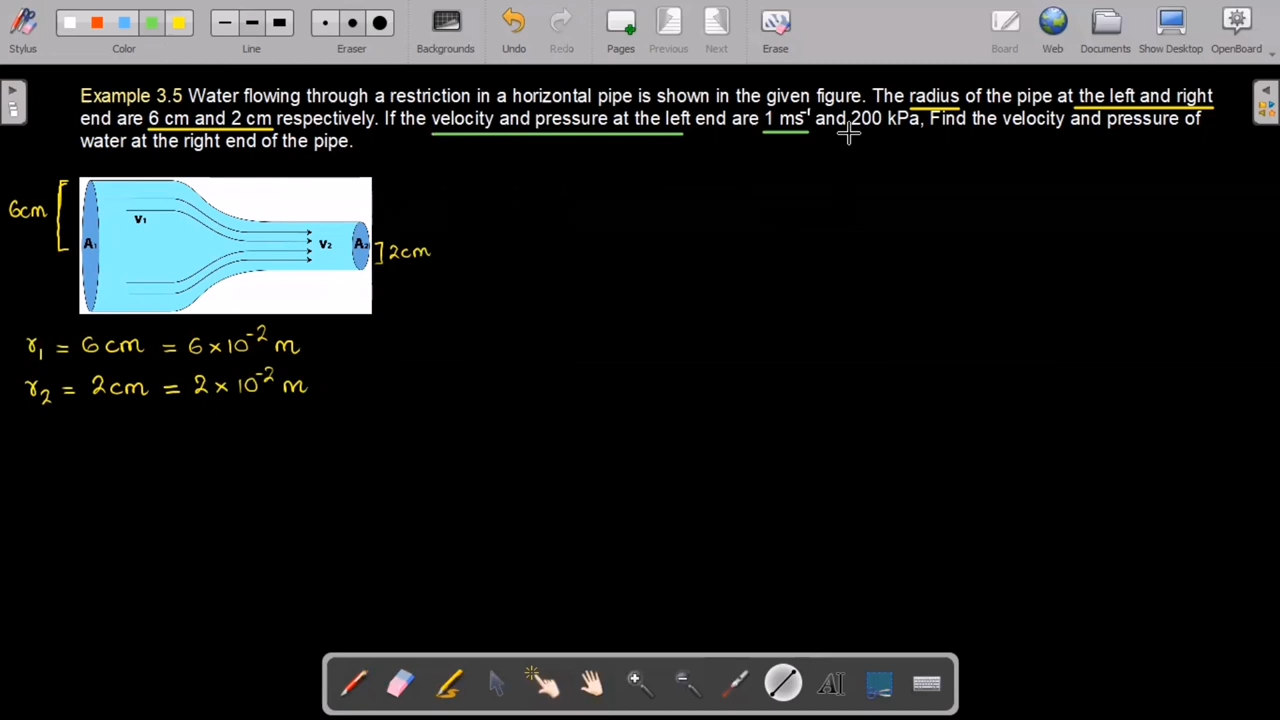 Stylus Color Line Eraser Backgrounds Undo Redo Pages Previous Next Erase Board Web Documents Show Desktop OpenBoard
Example 3.5 Water flowing through a restriction in a horizontal pipe is shown in the given figure. The radius of the pipe at the left and right
end are 6 cm and 2 cm respectively. If the velocity and pressure at the left end are 1 ms⁻¹ and 200 kPa, Find the velocity and pressure of
water at the right end of the pipe.
6cm
v₁
A₁
v₂
A₂
2cm
r₁ = 6cm = 6×10⁻² m
r₂ = 2cm = 2×10⁻² m
AI